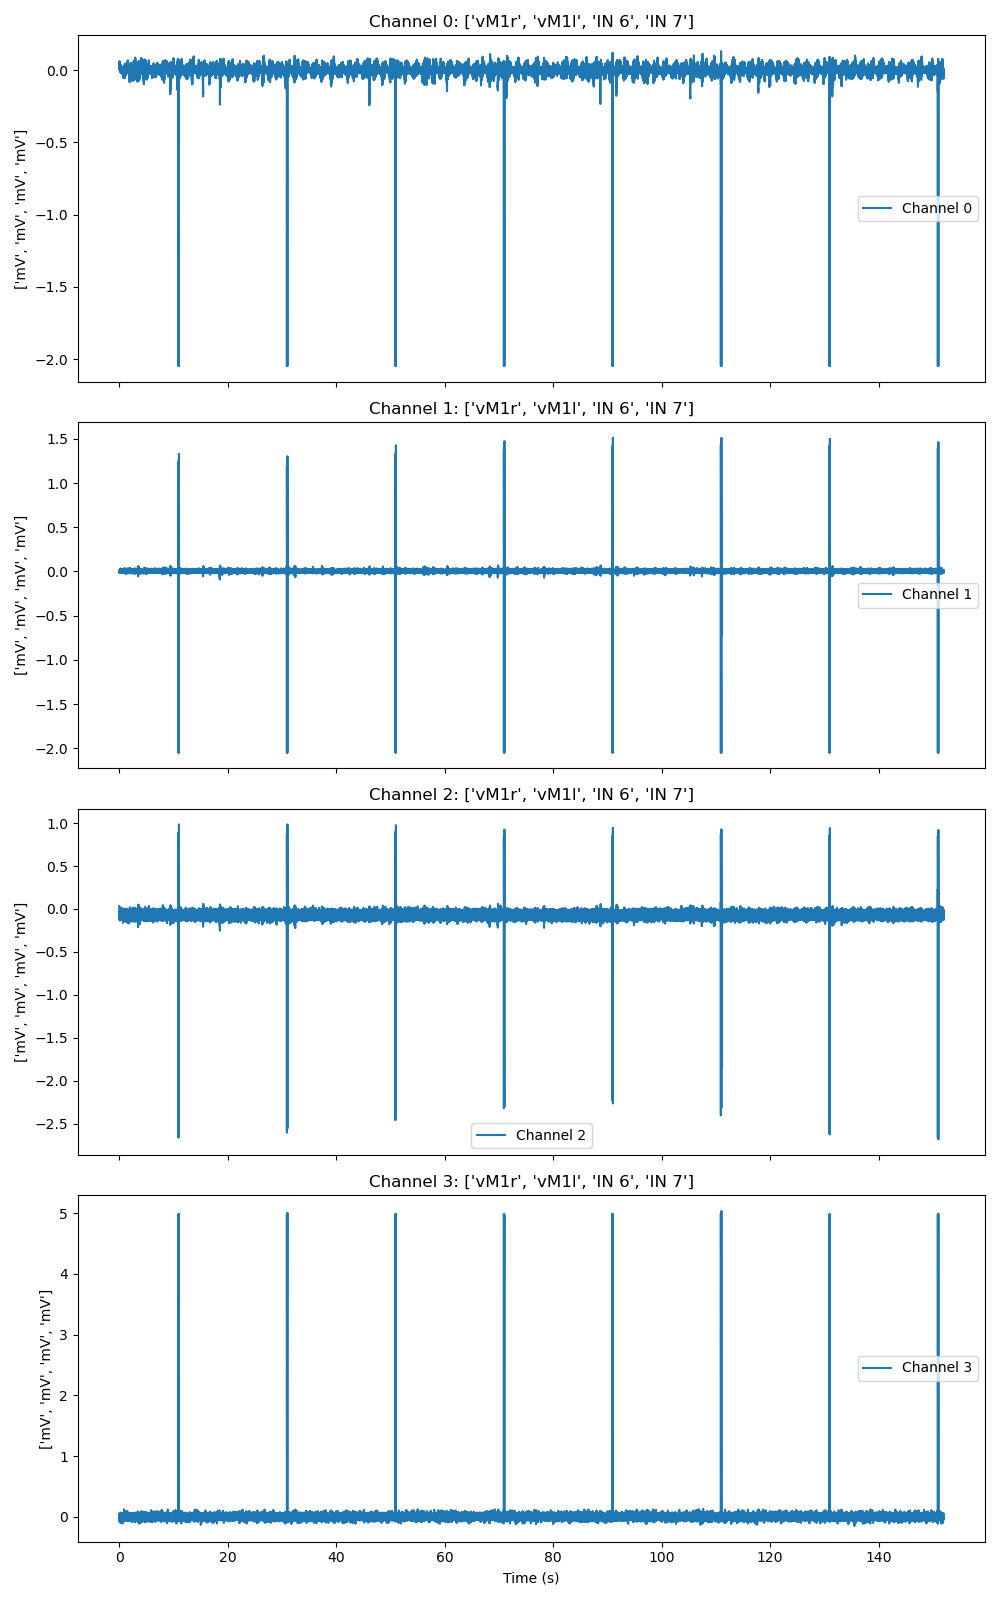 Channel 0: ['vM1r', 'vM1l', 'IN 6', 'IN 7']
0.0
−0.5
−1.0
−1.5
−2.0
['mV', 'mV', 'mV', 'mV']
Channel 0
Channel 1: ['vM1r', 'vM1l', 'IN 6', 'IN 7']
1.5
1.0
0.5
0.0
−0.5
−1.0
−1.5
−2.0
['mV', 'mV', 'mV', 'mV']
Channel 1
Channel 2: ['vM1r', 'vM1l', 'IN 6', 'IN 7']
1.0
0.5
0.0
−0.5
−1.0
−1.5
−2.0
−2.5
['mV', 'mV', 'mV', 'mV']
Channel 2
Channel 3: ['vM1r', 'vM1l', 'IN 6', 'IN 7']
5
4
3
2
1
0
['mV', 'mV', 'mV', 'mV']
Channel 3
0 20 40 60 80 100 120 140
Time (s)